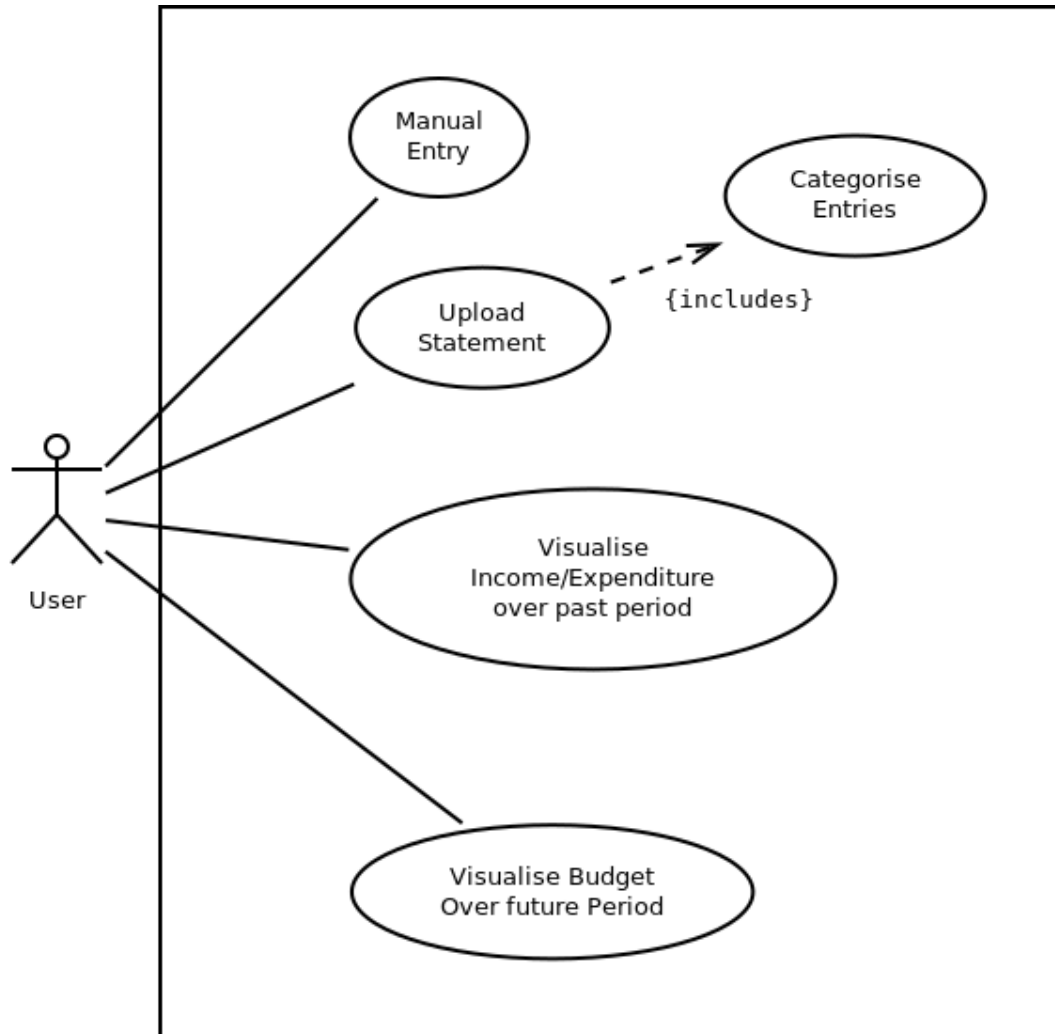 Manual
Entry
Categorise
Entries
Upload
Statement
{includes}
Visualise
Income/Expenditure
over past period
User
Visualise Budget
Over future Period